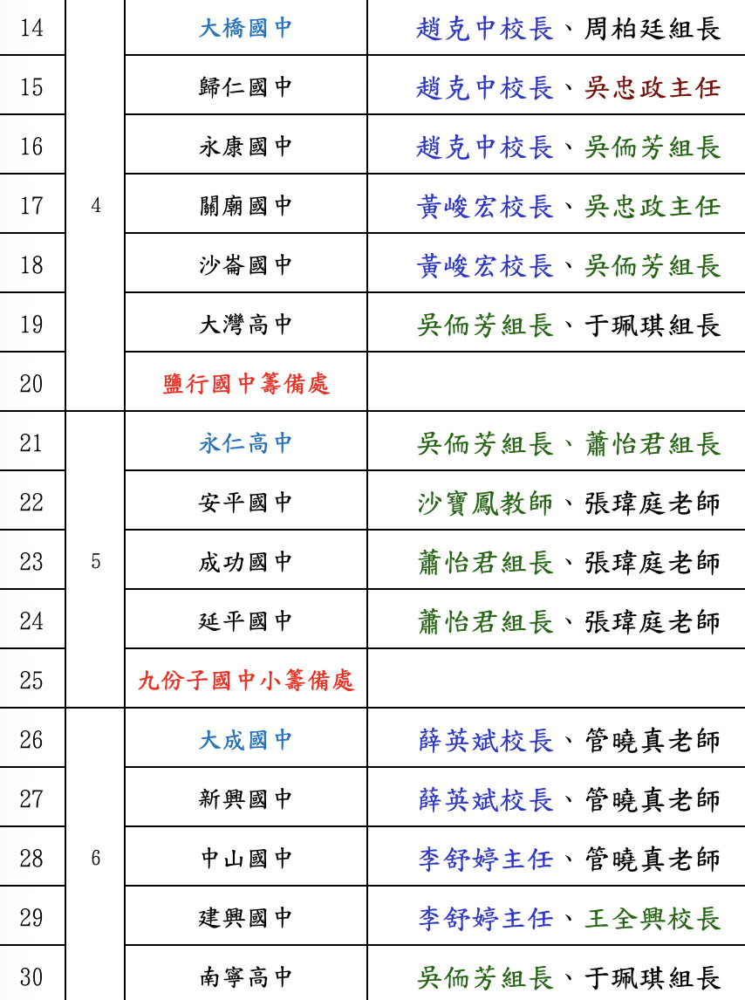 14 大橋國中 趙克中校長、周柏廷組長
15 歸仁國中 趙克中校長、吳忠政主任
16 永康國中 趙克中校長、吳侕芳組長
17 4 關廟國中 黃峻宏校長、吳忠政主任
18 沙崙國中 黃峻宏校長、吳侕芳組長
19 大灣高中 吳侕芳組長、于珮琪組長
20 鹽行國中籌備處
21 永仁高中 吳侕芳組長、蕭怡君組長
22 安平國中 沙寶鳳教師、張瑋庭老師
23 5 成功國中 蕭怡君組長、張瑋庭老師
24 延平國中 蕭怡君組長、張瑋庭老師
25 九份子國中小籌備處
26 大成國中 薛英斌校長、管曉真老師
27 新興國中 薛英斌校長、管曉真老師
28 6 中山國中 李舒婷主任、管曉真老師
29 建興國中 李舒婷主任、王全興校長
30 南寧高中 吳侕芳組長、于珮琪組長